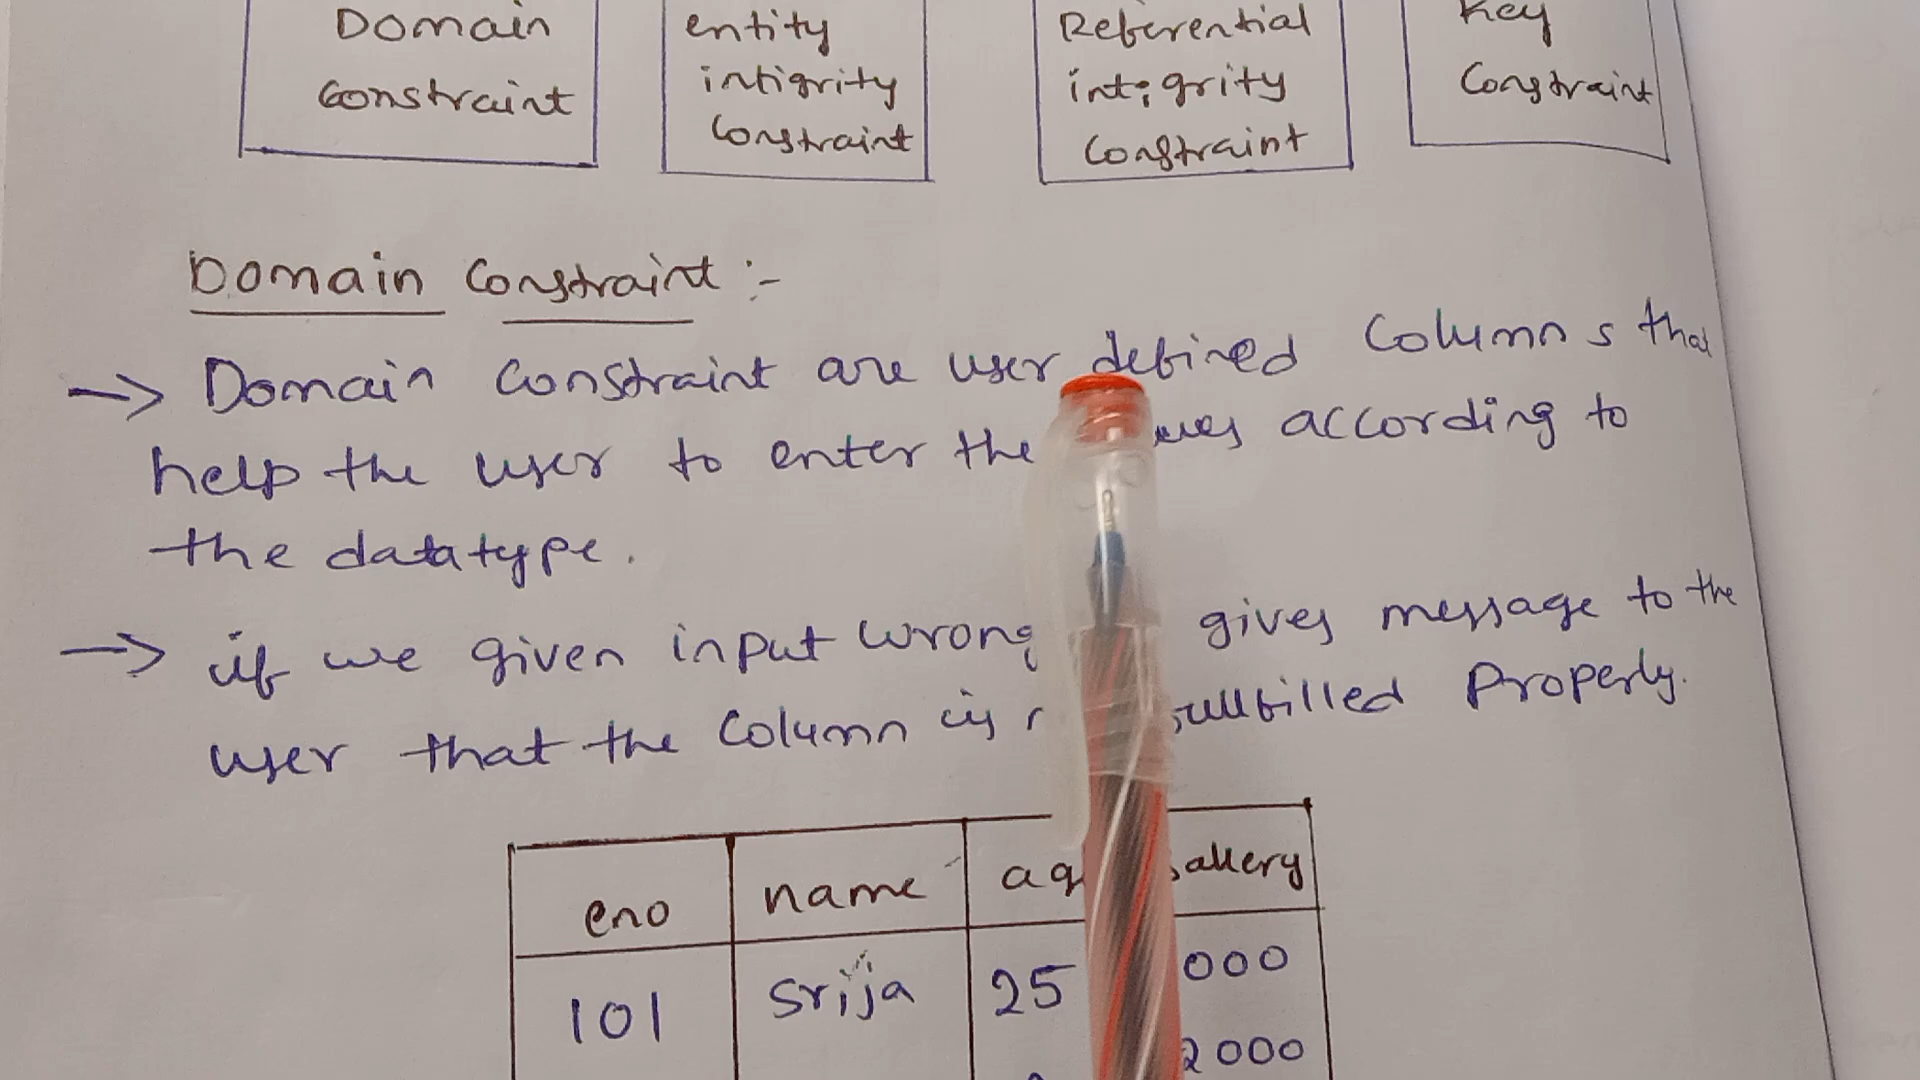 Domain entity Referential Key
constraint intigrity intigrity Constraint
Constraint Constraint
Domain Constraint :-
→ Domain Constraint are user defined Columns that
help the user to enter the according to
the datatype.
→ if we given input wrong gives message to the
user that the Column is fullfilled Properly.
eno name sallery
101 Srija 25 000
2000